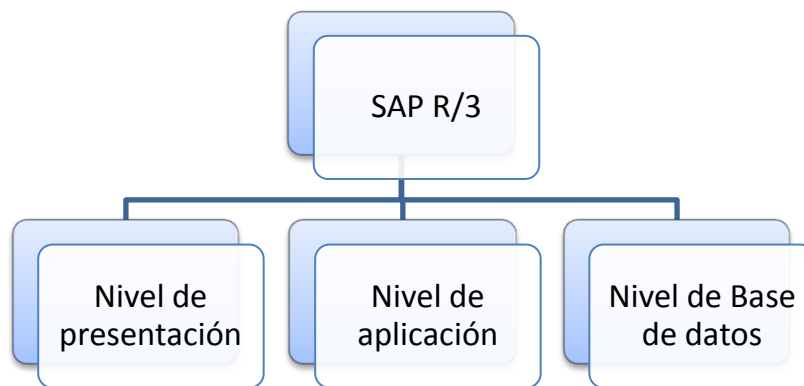 SAP R/3
Nivel de
presentación
Nivel de
aplicación
Nivel de Base
de datos